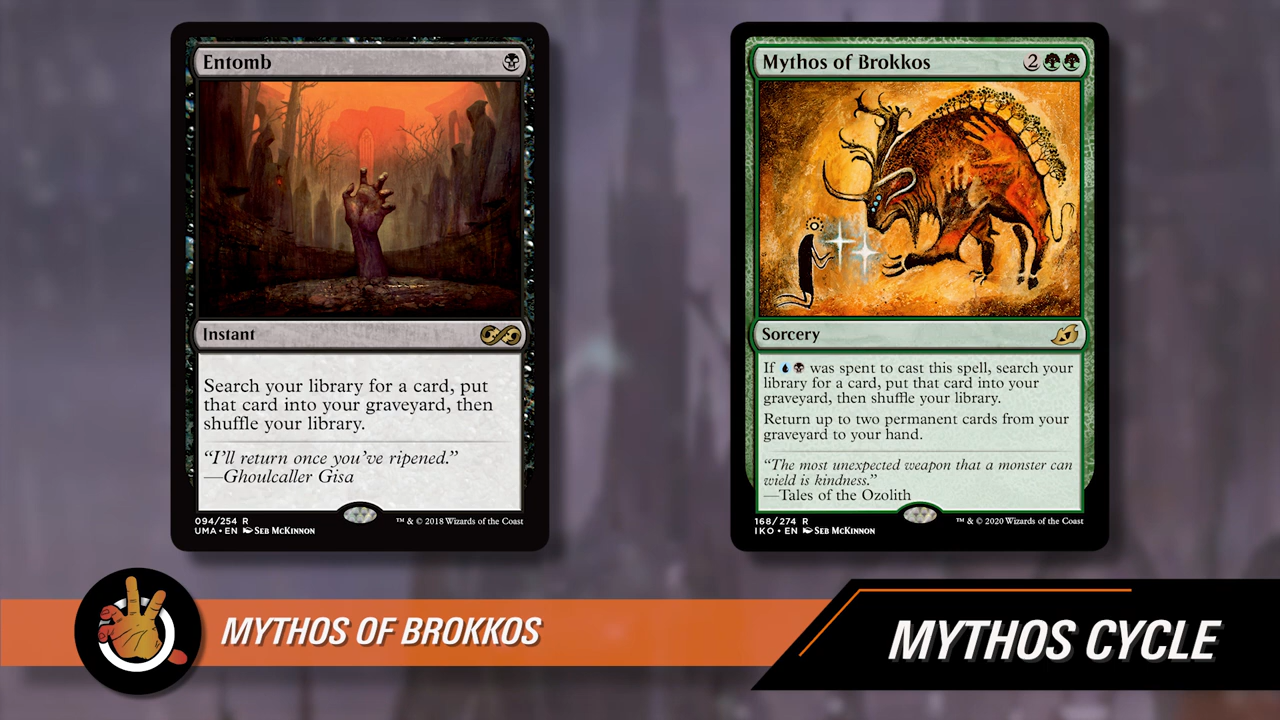 Entomb
Instant
Search your library for a card, put
that card into your graveyard, then
shuffle your library.
“I’ll return once you’ve ripened.”
—Ghoulcaller Gisa
094/254 R
UMA • EN Seb McKinnon
™ & © 2018 Wizards of the Coast
Mythos of Brokkos
2
Sorcery
If was spent to cast this spell, search your
library for a card, put that card into your
graveyard, then shuffle your library.
Return up to two permanent cards from your
graveyard to your hand.
“The most unexpected weapon that a monster can
wield is kindness.”
—Tales of the Ozolith
168/274 R
IKO • EN Seb McKinnon
™ & © 2020 Wizards of the Coast
MYTHOS OF BROKKOS
MYTHOS CYCLE